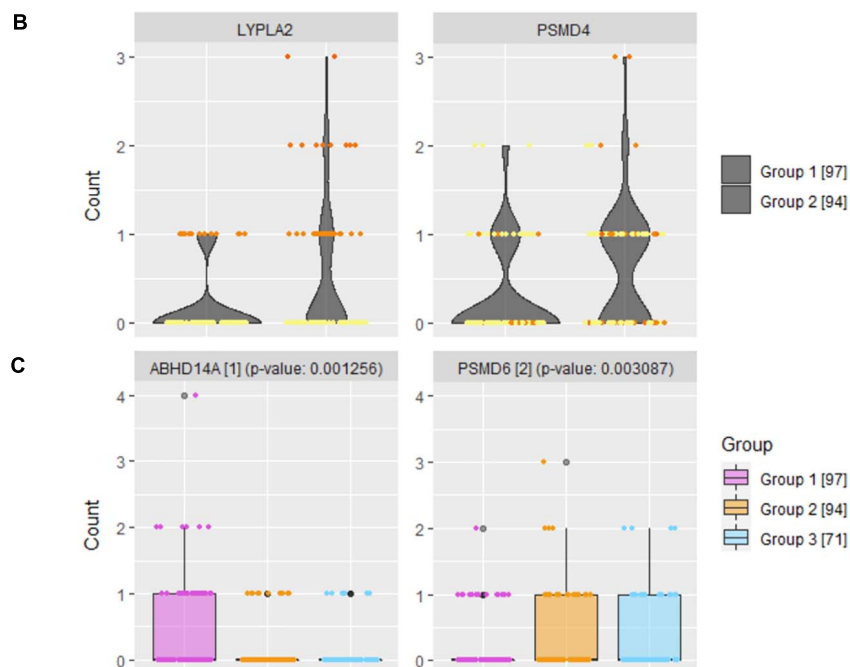 B
LYPLA2 PSMD4
3
2
1
0
Count
Group 1 [97]
Group 2 [94]
C
ABHD14A [1] (p-value: 0.001256) PSMD6 [2] (p-value: 0.003087)
4
3
2
1
0
Count
Group
Group 1 [97]
Group 2 [94]
Group 3 [71]